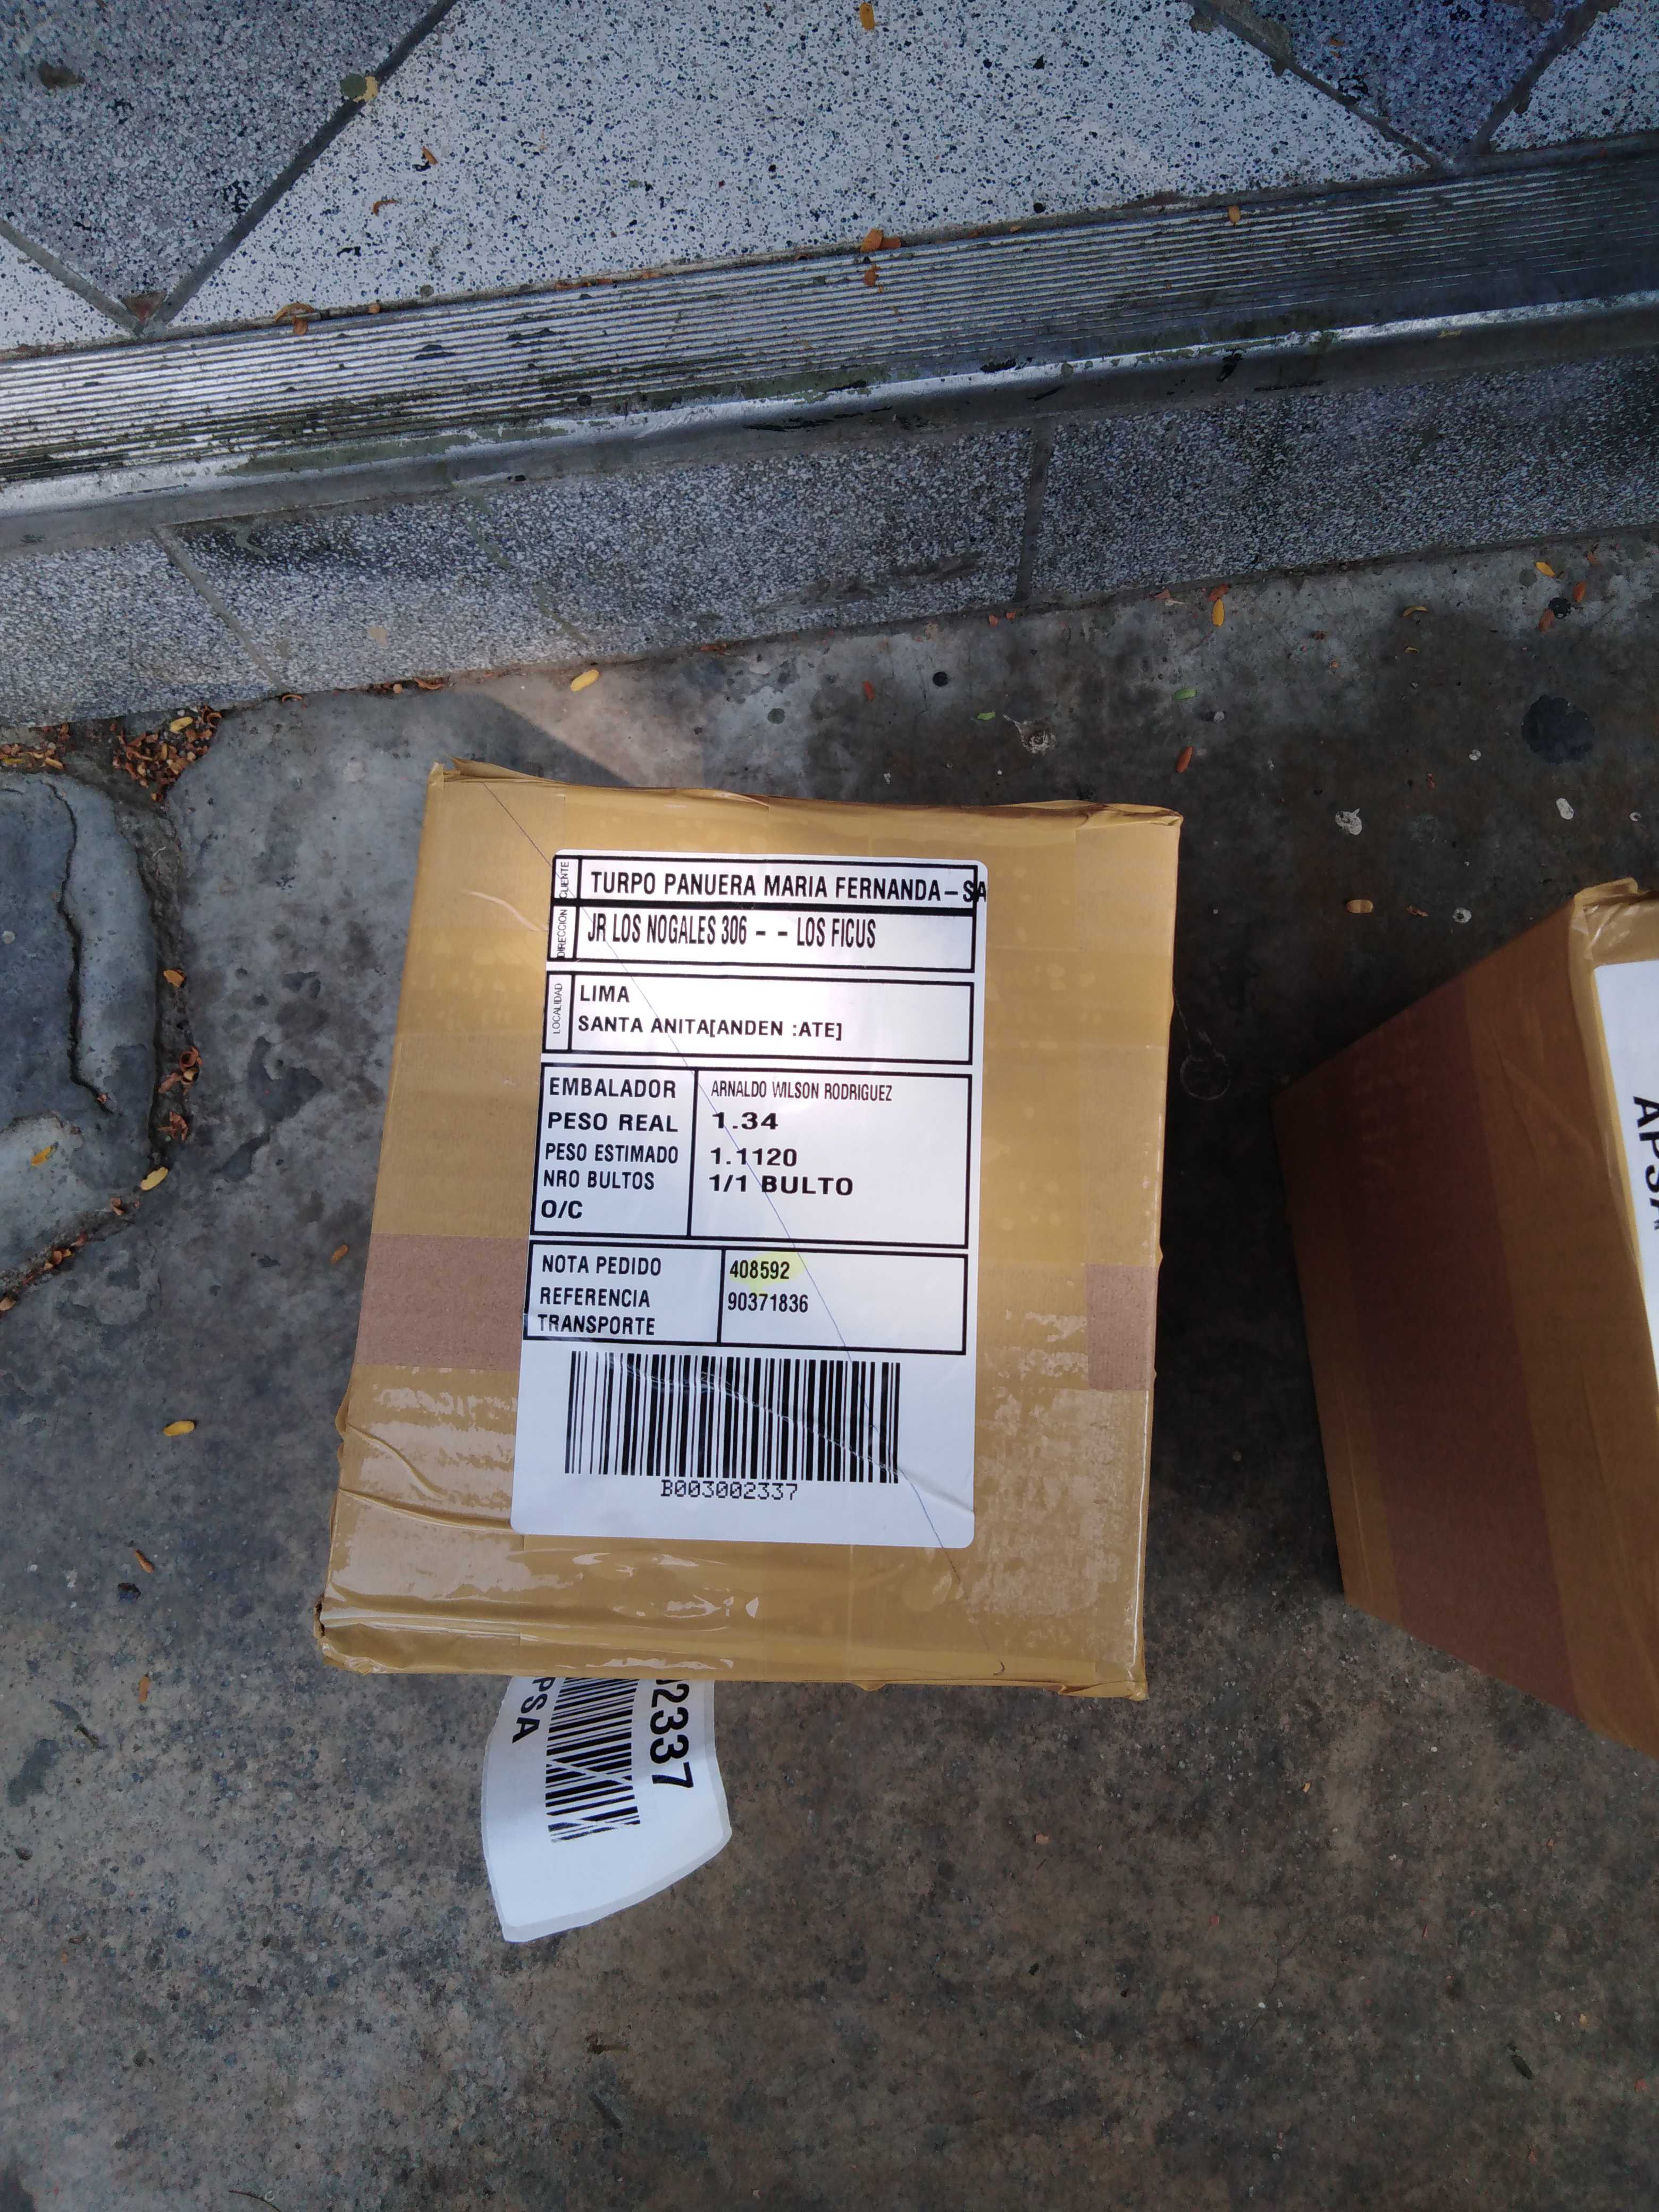 CLIENTE
TURPO PANUERA MARIA FERNANDA-SA
DIRECCION
JR LOS NOGALES 306 - - LOS FICUS
LOCALIDAD
LIMA
SANTA ANITA[ANDEN :ATE]
EMBALADOR ARNALDO WILSON RODRIGUEZ
PESO REAL 1.34
PESO ESTIMADO 1.1120
NRO BULTOS 1/1 BULTO
O/C
NOTA PEDIDO 408592
REFERENCIA 90371836
TRANSPORTE
B003002337
2337
PSA
APSA